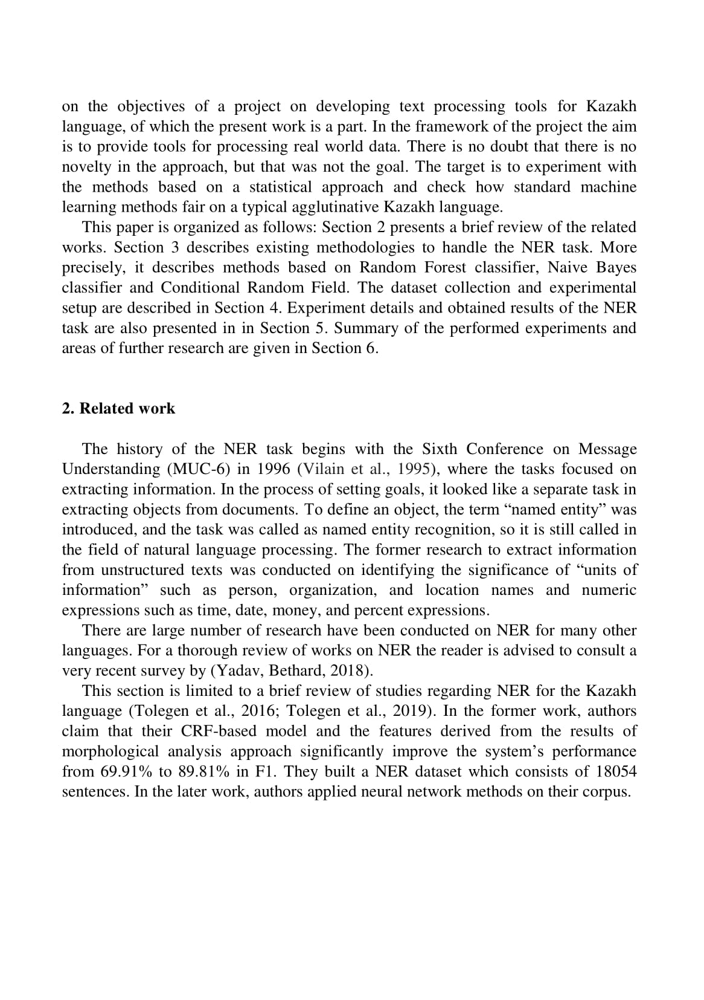 on the objectives of a project on developing text processing tools for Kazakh
language, of which the present work is a part. In the framework of the project the aim
is to provide tools for processing real world data. There is no doubt that there is no
novelty in the approach, but that was not the goal. The target is to experiment with
the methods based on a statistical approach and check how standard machine
learning methods fair on a typical agglutinative Kazakh language.
This paper is organized as follows: Section 2 presents a brief review of the related
works. Section 3 describes existing methodologies to handle the NER task. More
precisely, it describes methods based on Random Forest classifier, Naive Bayes
classifier and Conditional Random Field. The dataset collection and experimental
setup are described in Section 4. Experiment details and obtained results of the NER
task are also presented in in Section 5. Summary of the performed experiments and
areas of further research are given in Section 6.
2. Related work
The history of the NER task begins with the Sixth Conference on Message
Understanding (MUC-6) in 1996 (Vilain et al., 1995), where the tasks focused on
extracting information. In the process of setting goals, it looked like a separate task in
extracting objects from documents. To define an object, the term “named entity” was
introduced, and the task was called as named entity recognition, so it is still called in
the field of natural language processing. The former research to extract information
from unstructured texts was conducted on identifying the significance of “units of
information” such as person, organization, and location names and numeric
expressions such as time, date, money, and percent expressions.
There are large number of research have been conducted on NER for many other
languages. For a thorough review of works on NER the reader is advised to consult a
very recent survey by (Yadav, Bethard, 2018).
This section is limited to a brief review of studies regarding NER for the Kazakh
language (Tolegen et al., 2016; Tolegen et al., 2019). In the former work, authors
claim that their CRF-based model and the features derived from the results of
morphological analysis approach significantly improve the system’s performance
from 69.91% to 89.81% in F1. They built a NER dataset which consists of 18054
sentences. In the later work, authors applied neural network methods on their corpus.